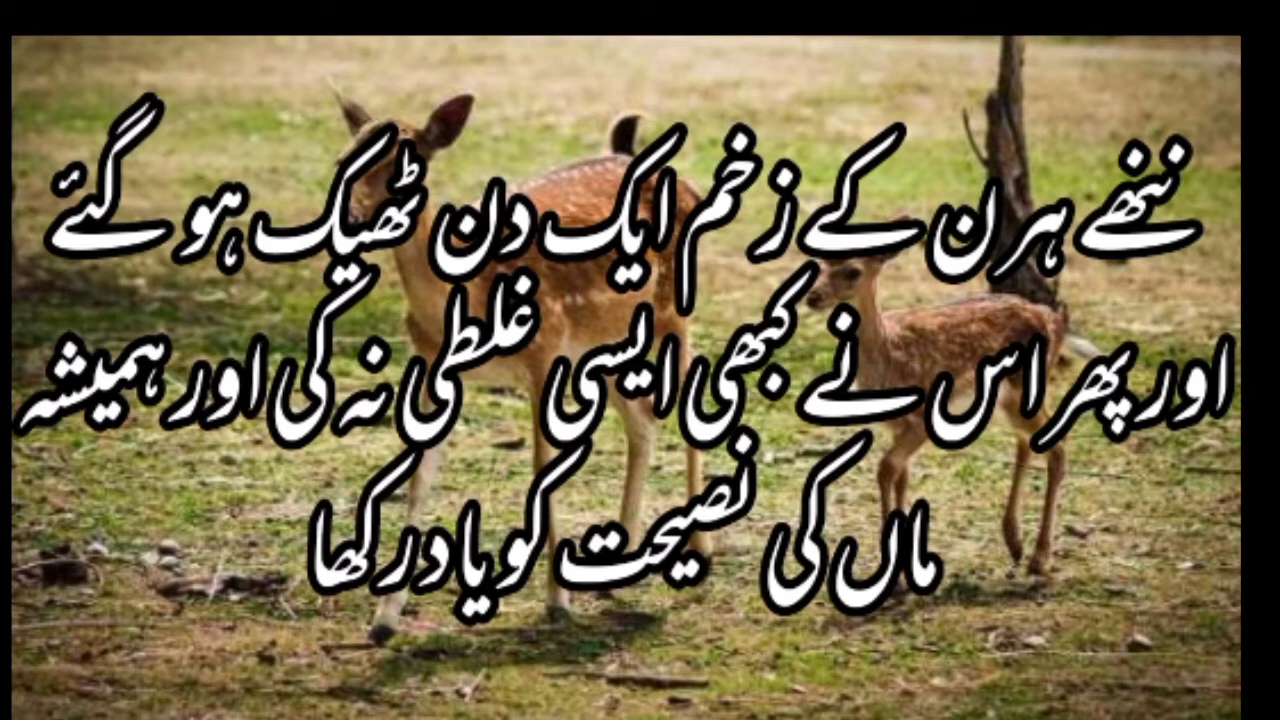 ننھے ہرن کے زخم ایک دن ٹھیک ہو گئے
اور پھر اس نے کبھی ایسی غلطی نہ کی اور ہمیشہ
ماں کی نصیحت کو یاد رکھا